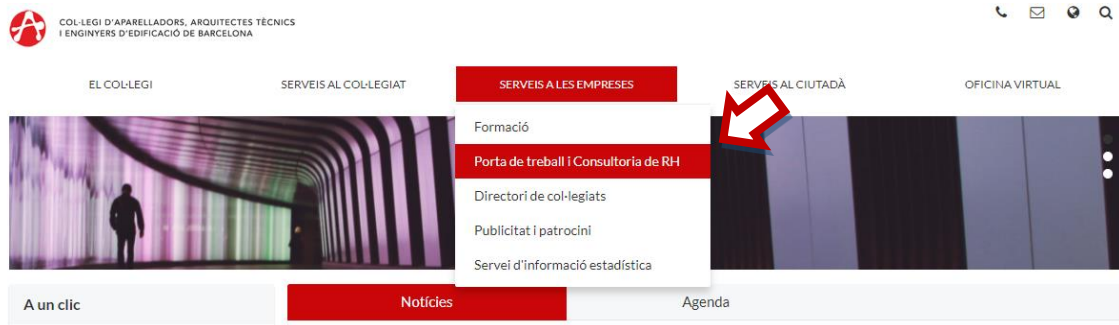 COL·LEGI D'APARELLADORS, ARQUITECTES TÈCNICS
I ENGINYERS D'EDIFICACIÓ DE BARCELONA
EL COL·LEGI
SERVEIS AL COL·LEGIAT
SERVEIS A LES EMPRESES
SERVEIS AL CIUTADÀ
OFICINA VIRTUAL
Formació
Porta de treball i Consultoria de RH
Directori de col·legiats
Publicitat i patrocini
Servei d'informació estadística
A un clic
Notícies
Agenda